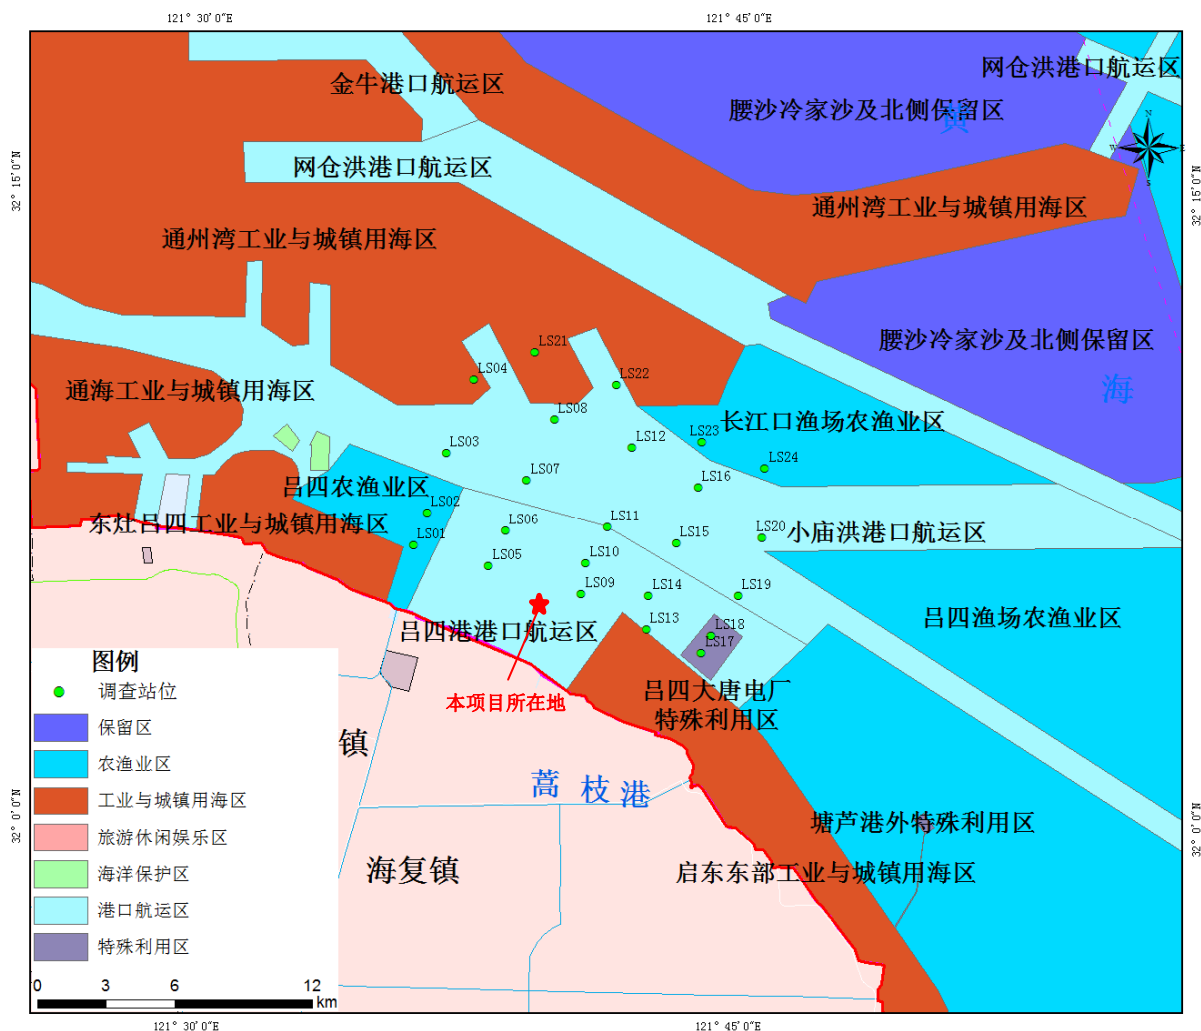 121° 30′0″E
121° 45′0″E
金牛港口航运区
网仓洪港口航运区
腰沙冷家沙及北侧保留区
黄
N
W
E
S
网仓洪港口航运区
32° 15′0″N
32° 15′0″N
通州湾工业与城镇用海区
通州湾工业与城镇用海区
腰沙冷家沙及北侧保留区
海
LS21
LS04
LS22
通海工业与城镇用海区
LS08
长江口渔场农渔业区
LS23
LS12
LS03
LS24
LS07
LS16
吕四农渔业区
LS02
东灶吕四工业与城镇用海区
LS06
LS11
LS20
小庙洪港口航运区
LS01
LS15
LS05
LS10
LS09
LS14
LS19
吕四渔场农渔业区
吕四港港口航运区
LS13
LS18
LS17
本项目所在地
吕四大唐电厂
特殊利用区
镇
蒿枝港
海复镇
塘芦港外特殊利用区
启东东部工业与城镇用海区
32° 0′0″N
32° 0′0″N
图例
调查站位
保留区
农渔业区
工业与城镇用海区
旅游休闲娱乐区
海洋保护区
港口航运区
特殊利用区
0 3 6 12
km
121° 30′0″E
121° 45′0″E